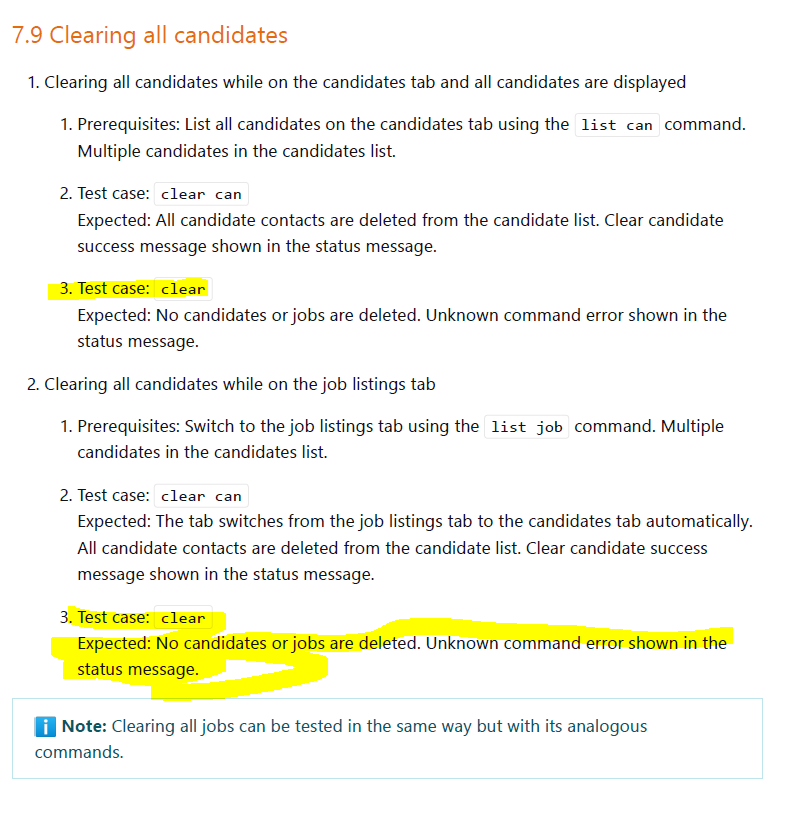 7.9 Clearing all candidates
1. Clearing all candidates while on the candidates tab and all candidates are displayed
1. Prerequisites: List all candidates on the candidates tab using the list can command.
Multiple candidates in the candidates list.
2. Test case: clear can
Expected: All candidate contacts are deleted from the candidate list. Clear candidate
success message shown in the status message.
3. Test case: clear
Expected: No candidates or jobs are deleted. Unknown command error shown in the
status message.
2. Clearing all candidates while on the job listings tab
1. Prerequisites: Switch to the job listings tab using the list job command. Multiple
candidates in the candidates list.
2. Test case: clear can
Expected: The tab switches from the job listings tab to the candidates tab automatically.
All candidate contacts are deleted from the candidate list. Clear candidate success
message shown in the status message.
3. Test case: clear
Expected: No candidates or jobs are deleted. Unknown command error shown in the
status message.
ℹ️ Note: Clearing all jobs can be tested in the same way but with its analogous
commands.